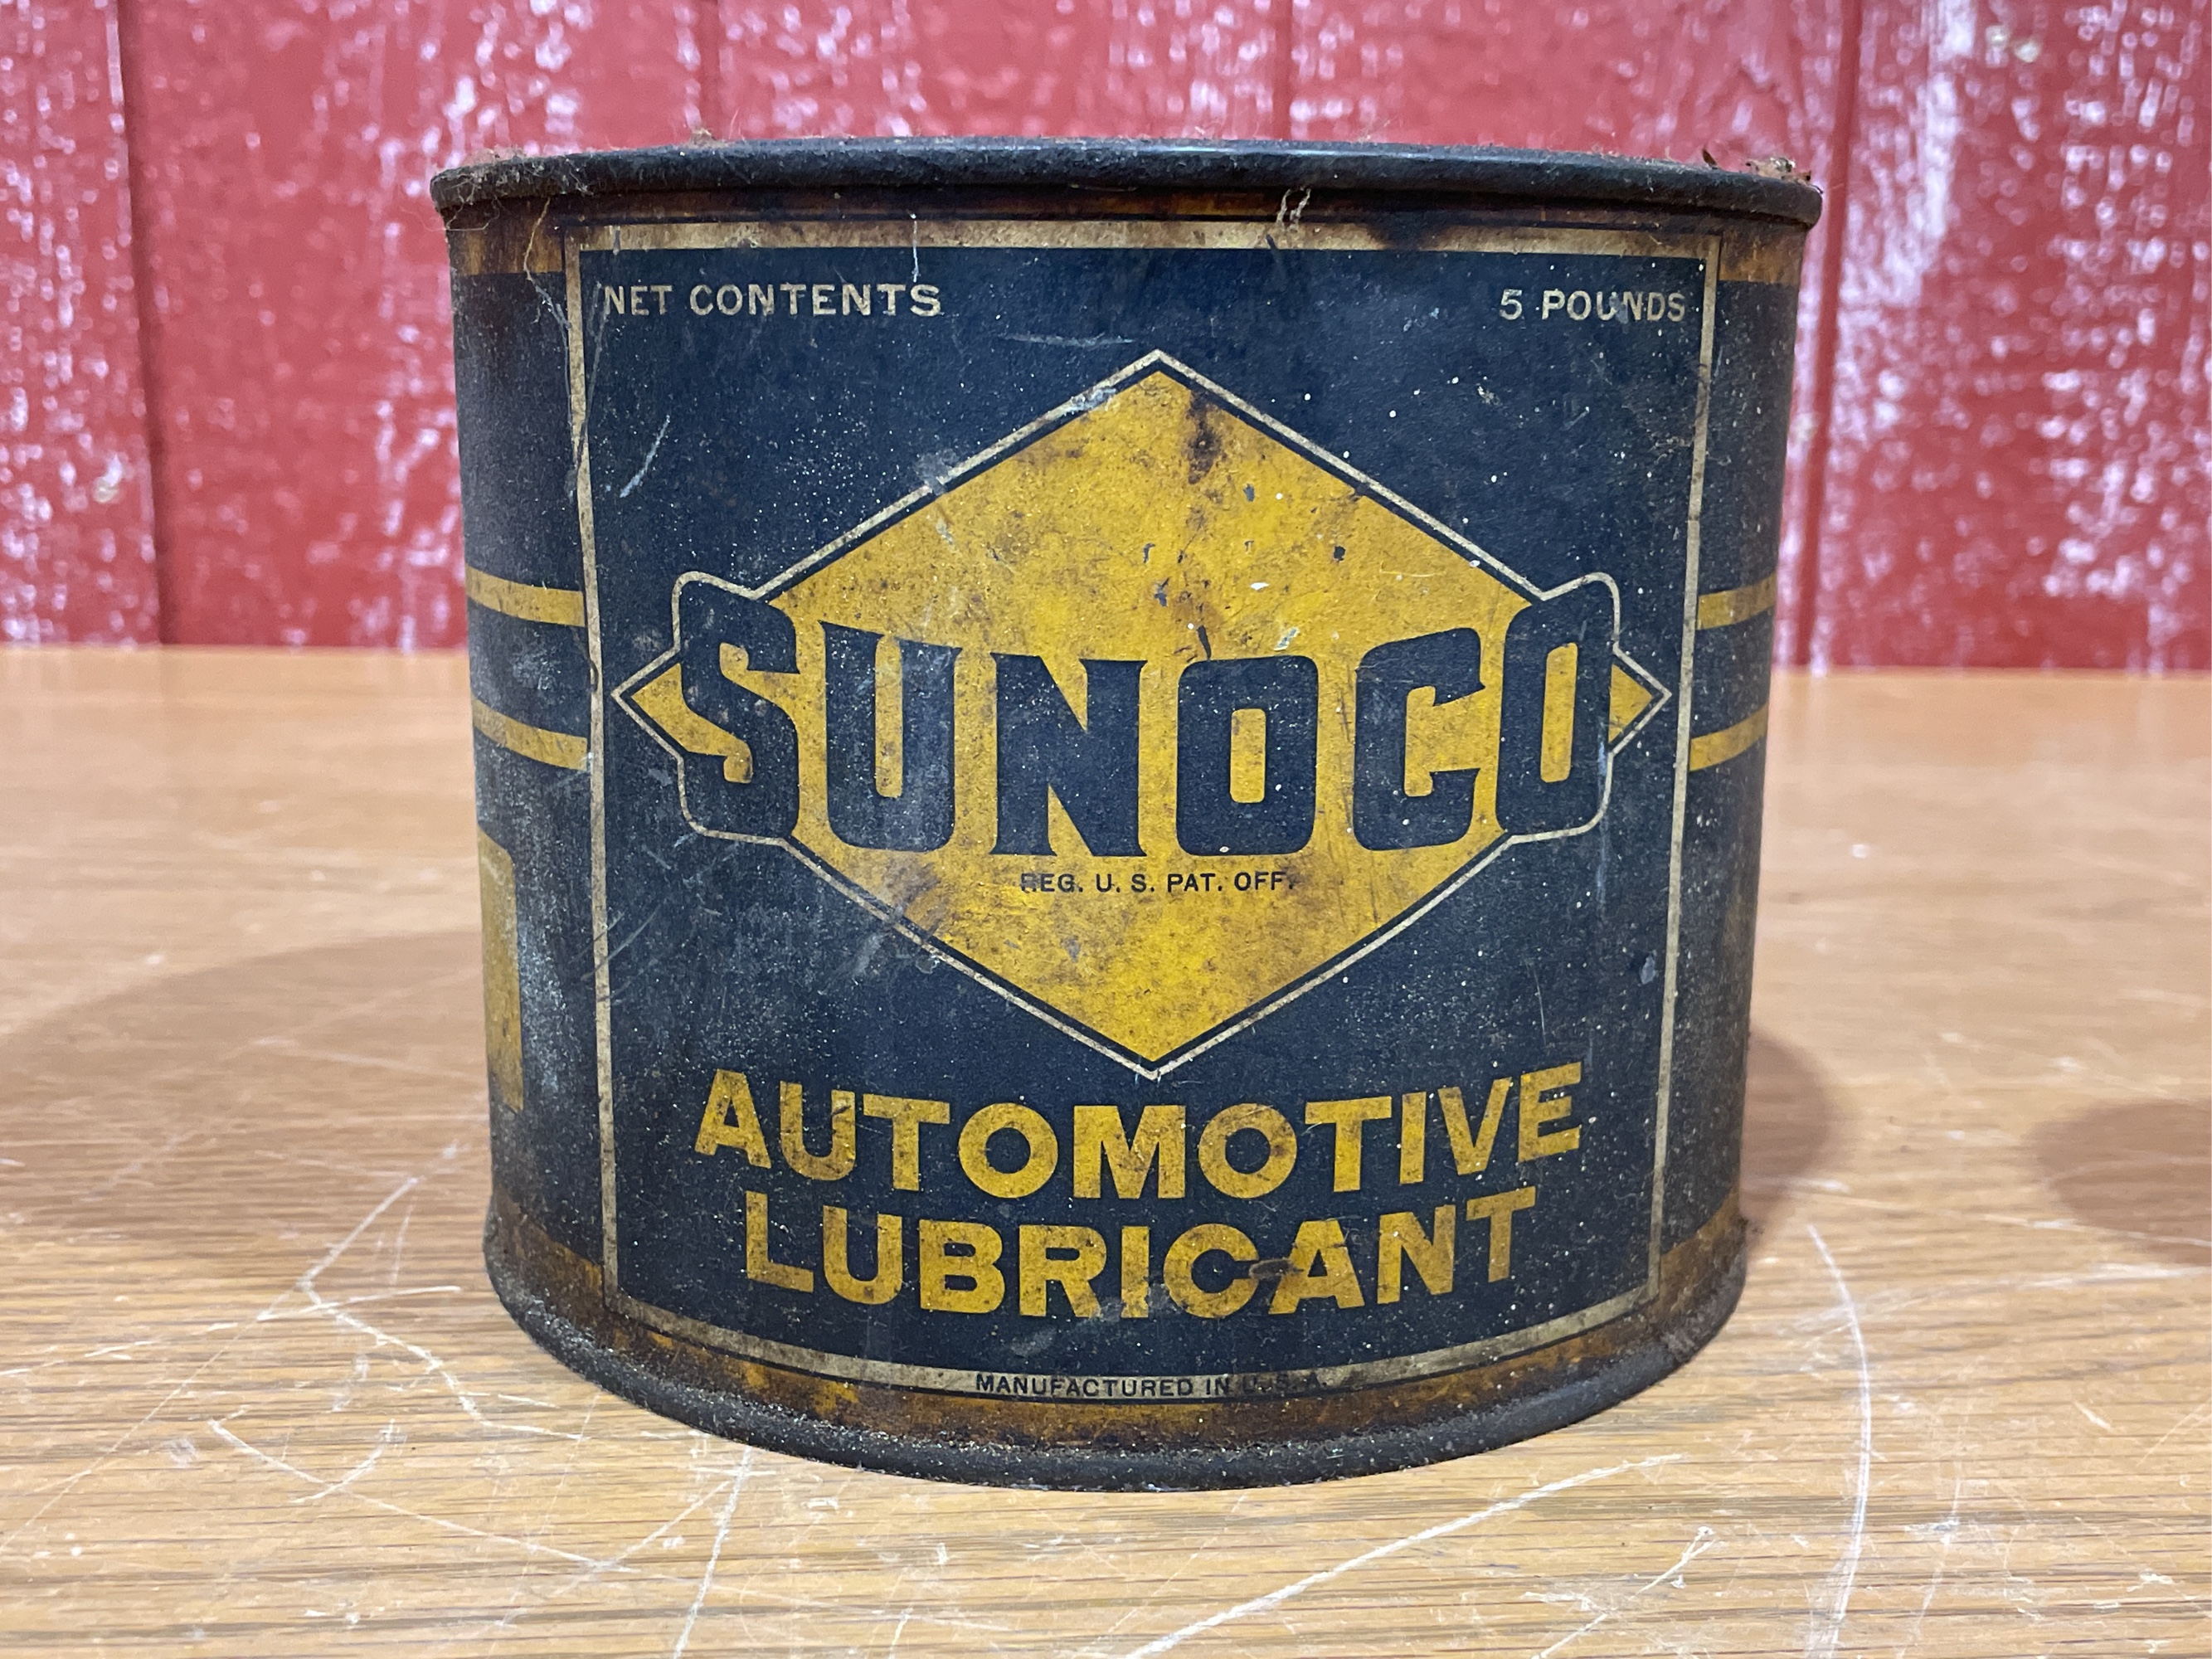 NET CONTENTS 5 POUNDS
SUNOCO
REG. U. S. PAT. OFF.
AUTOMOTIVE
LUBRICANT
MANUFACTURED IN U. S. A.